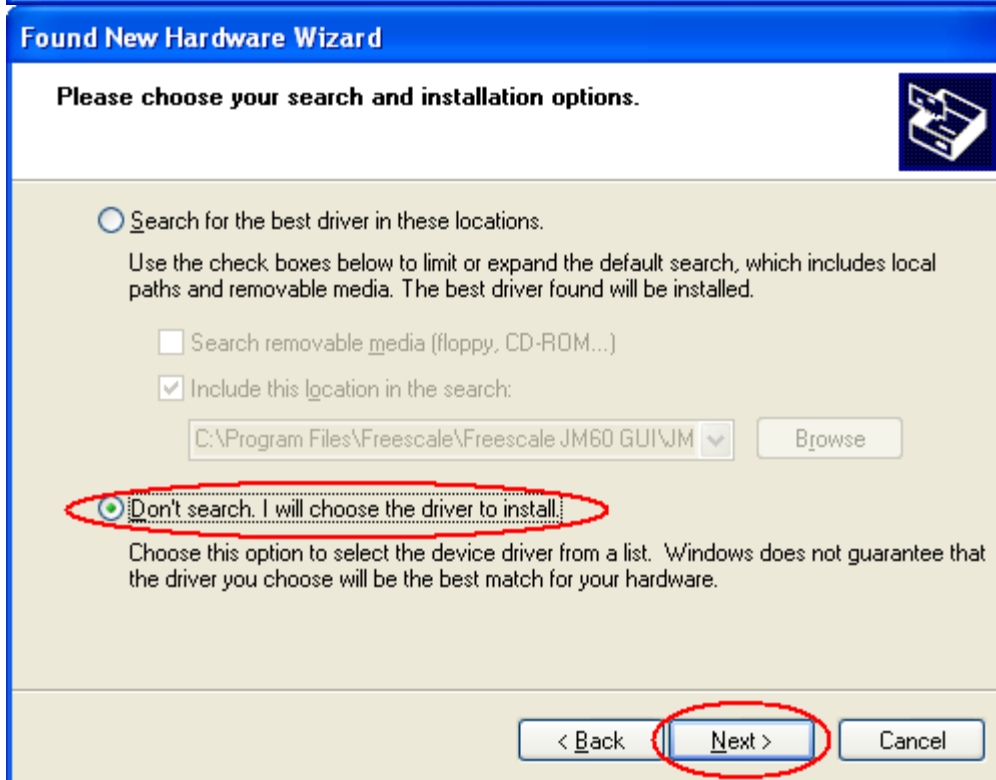 Found New Hardware Wizard
Please choose your search and installation options.
Search for the best driver in these locations.
Use the check boxes below to limit or expand the default search, which includes local
paths and removable media. The best driver found will be installed.
Search removable media (floppy, CD-ROM...)
Include this location in the search:
C:\Program Files\Freescale\Freescale JM60 GUI\JM
Browse
Don't search. I will choose the driver to install.
Choose this option to select the device driver from a list. Windows does not guarantee that
the driver you choose will be the best match for your hardware.
< Back
Next >
Cancel